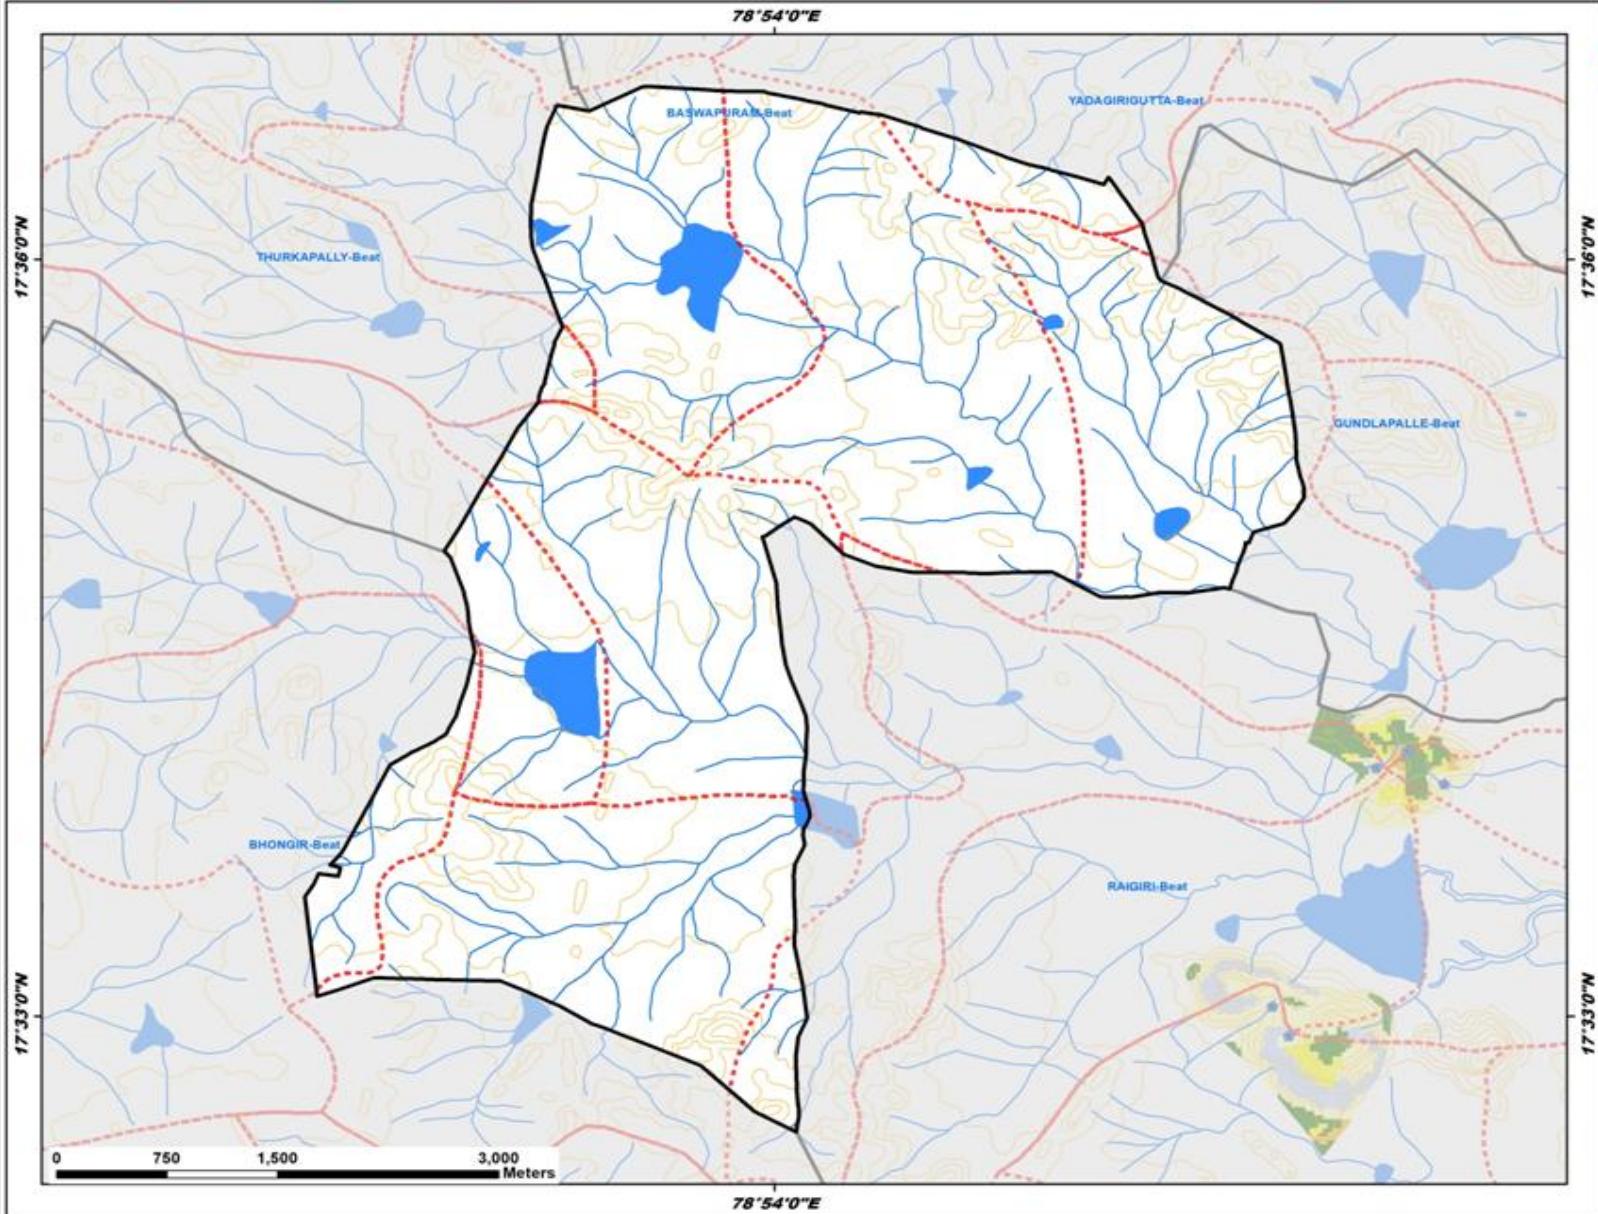 78°54'0"E
YADAGIRIGUTTA-Beat
BASWAPURAM-Beat
17°36'0"N
17°36'0"N
THURKAPALLY-Beat
GUNDLAPALLE-Beat
BHONGIR-Beat
RAIGIRI-Beat
17°33'0"N
17°33'0"N
0 750 1,500 3,000
Meters
78°54'0"E